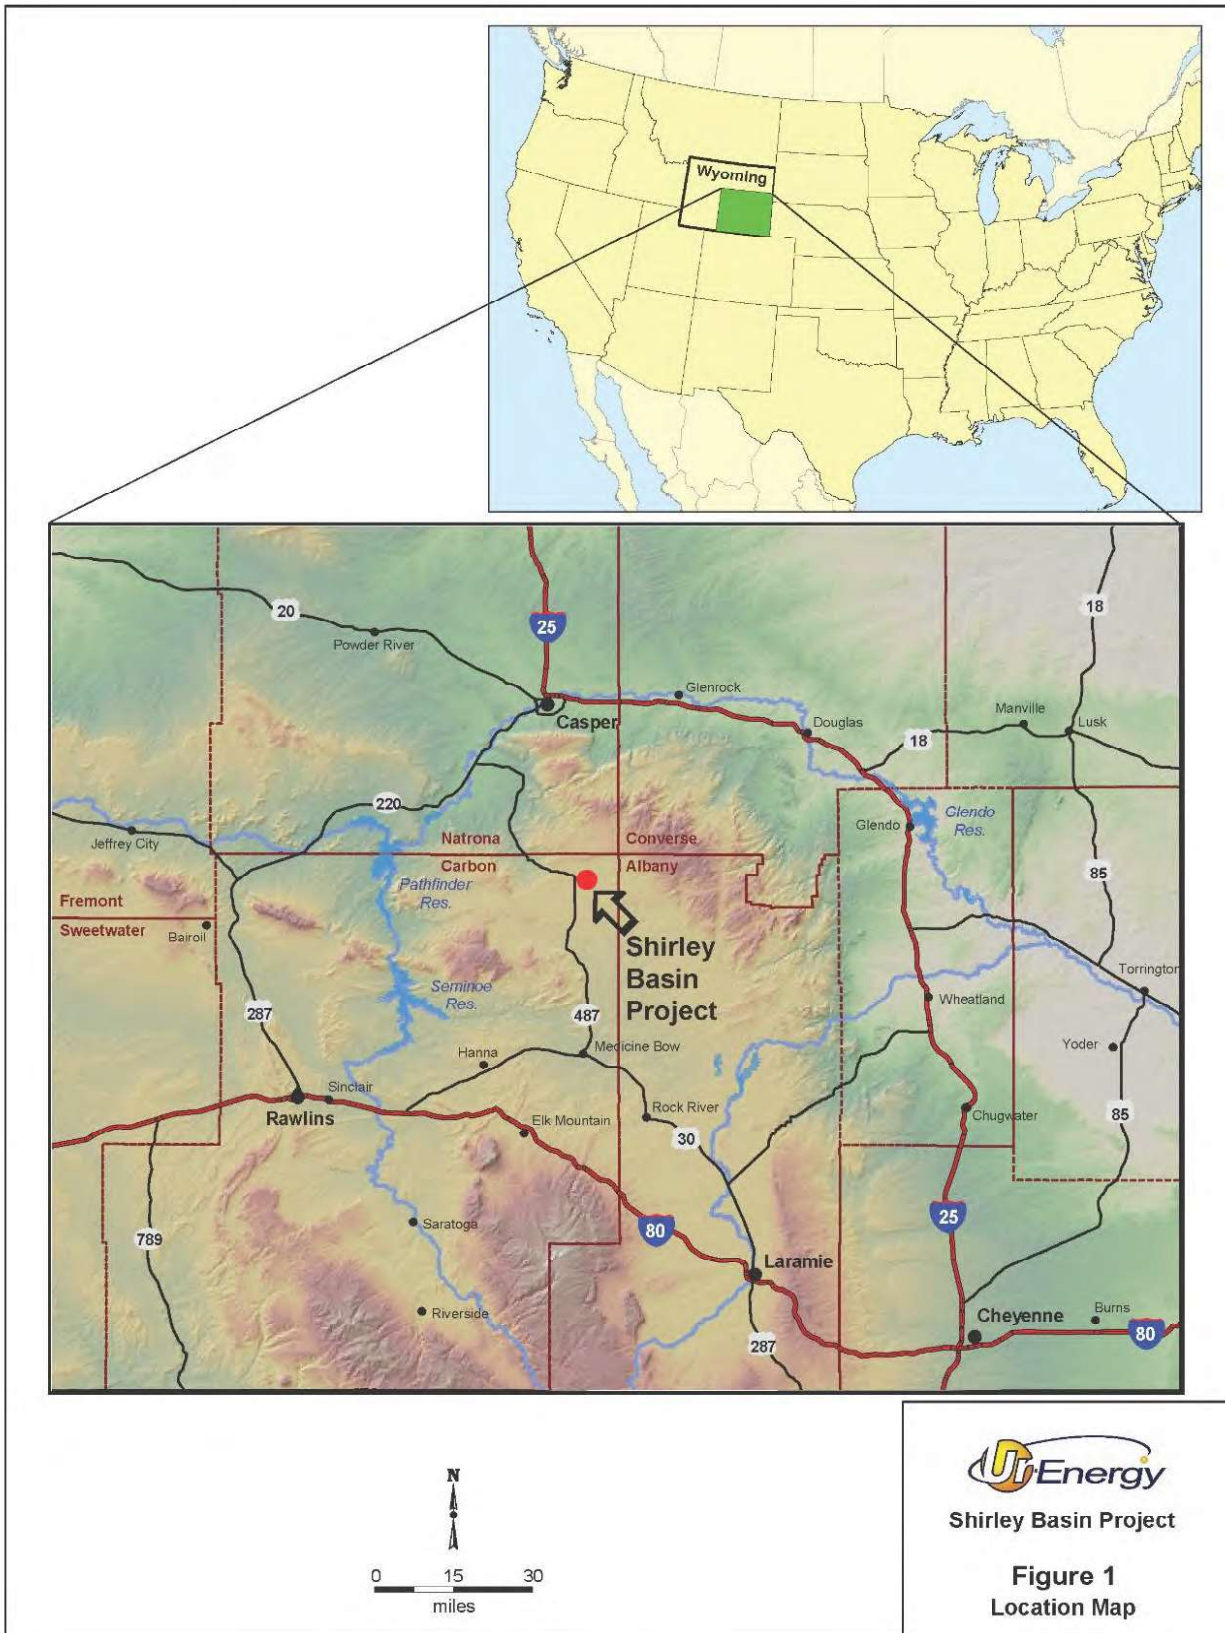 Wyoming
20
Powder River
25
18
Casper
Glenrock
Douglas
Manville
Lusk
18
220
Jeffrey City
Natrona
Converse
Carbon
Albany
Glendo
Glendo
Res.
85
Pathfinder
Res.
Fremont
Sweetwater
Bairoil
Shirley
Basin
Project
Seminoe
Res.
287
487
Torrington
Wheatland
Hanna
Medicine Bow
Yoder
Sinclair
Rawlins
Rock River
Elk Mountain
30
Chugwater
85
Saratoga
789
80
25
Laramie
Riverside
287
Cheyenne
Burns
80
N
0 15 30
miles
Ur-Energy
Shirley Basin Project
Figure 1
Location Map